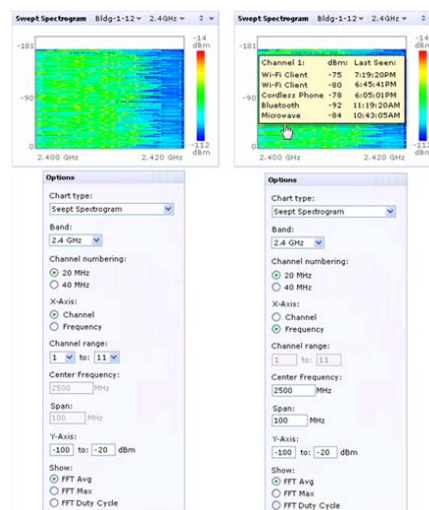 Swept Spectrogram Bldg-1-12 2.4GHz
-14
dBm
-181
-90
0
-112
dBm
2.400 GHz 2.420 GHz
Options
Chart type:
Swept Spectrogram
Band:
2.4 GHz
Channel numbering:
20 MHz
40 MHz
X-Axis:
Channel
Frequency
Channel range:
1 to: 11
Center Frequency:
2500 MHz
Span:
100 MHz
Y-Axis:
-100 to: -20 dBm
Show:
FFT Avg
FFT Max
FFT Duty Cycle
Swept Spectrogram Bldg-1-12 2.4GHz
-14
dBm
-181
Channel 1: dBm: Last Seen:
Wi-Fi Client -75 7:19:20PM
Wi-Fi Client -80 6:45:41PM
Cordless Phone -78 6:05:01PM
Bluetooth -92 11:19:20AM
Microwave -84 10:43:05AM
-90
0
-112
dBm
2.400 GHz 2.420 GHz
Options
Chart type:
Swept Spectrogram
Band:
2.4 GHz
Channel numbering:
20 MHz
40 MHz
X-Axis:
Channel
Frequency
Channel range:
1 to: 11
Center Frequency:
2500 MHz
Span:
100 MHz
Y-Axis:
-100 to: -20 dBm
Show:
FFT Avg
FFT Max
FFT Duty Cycle